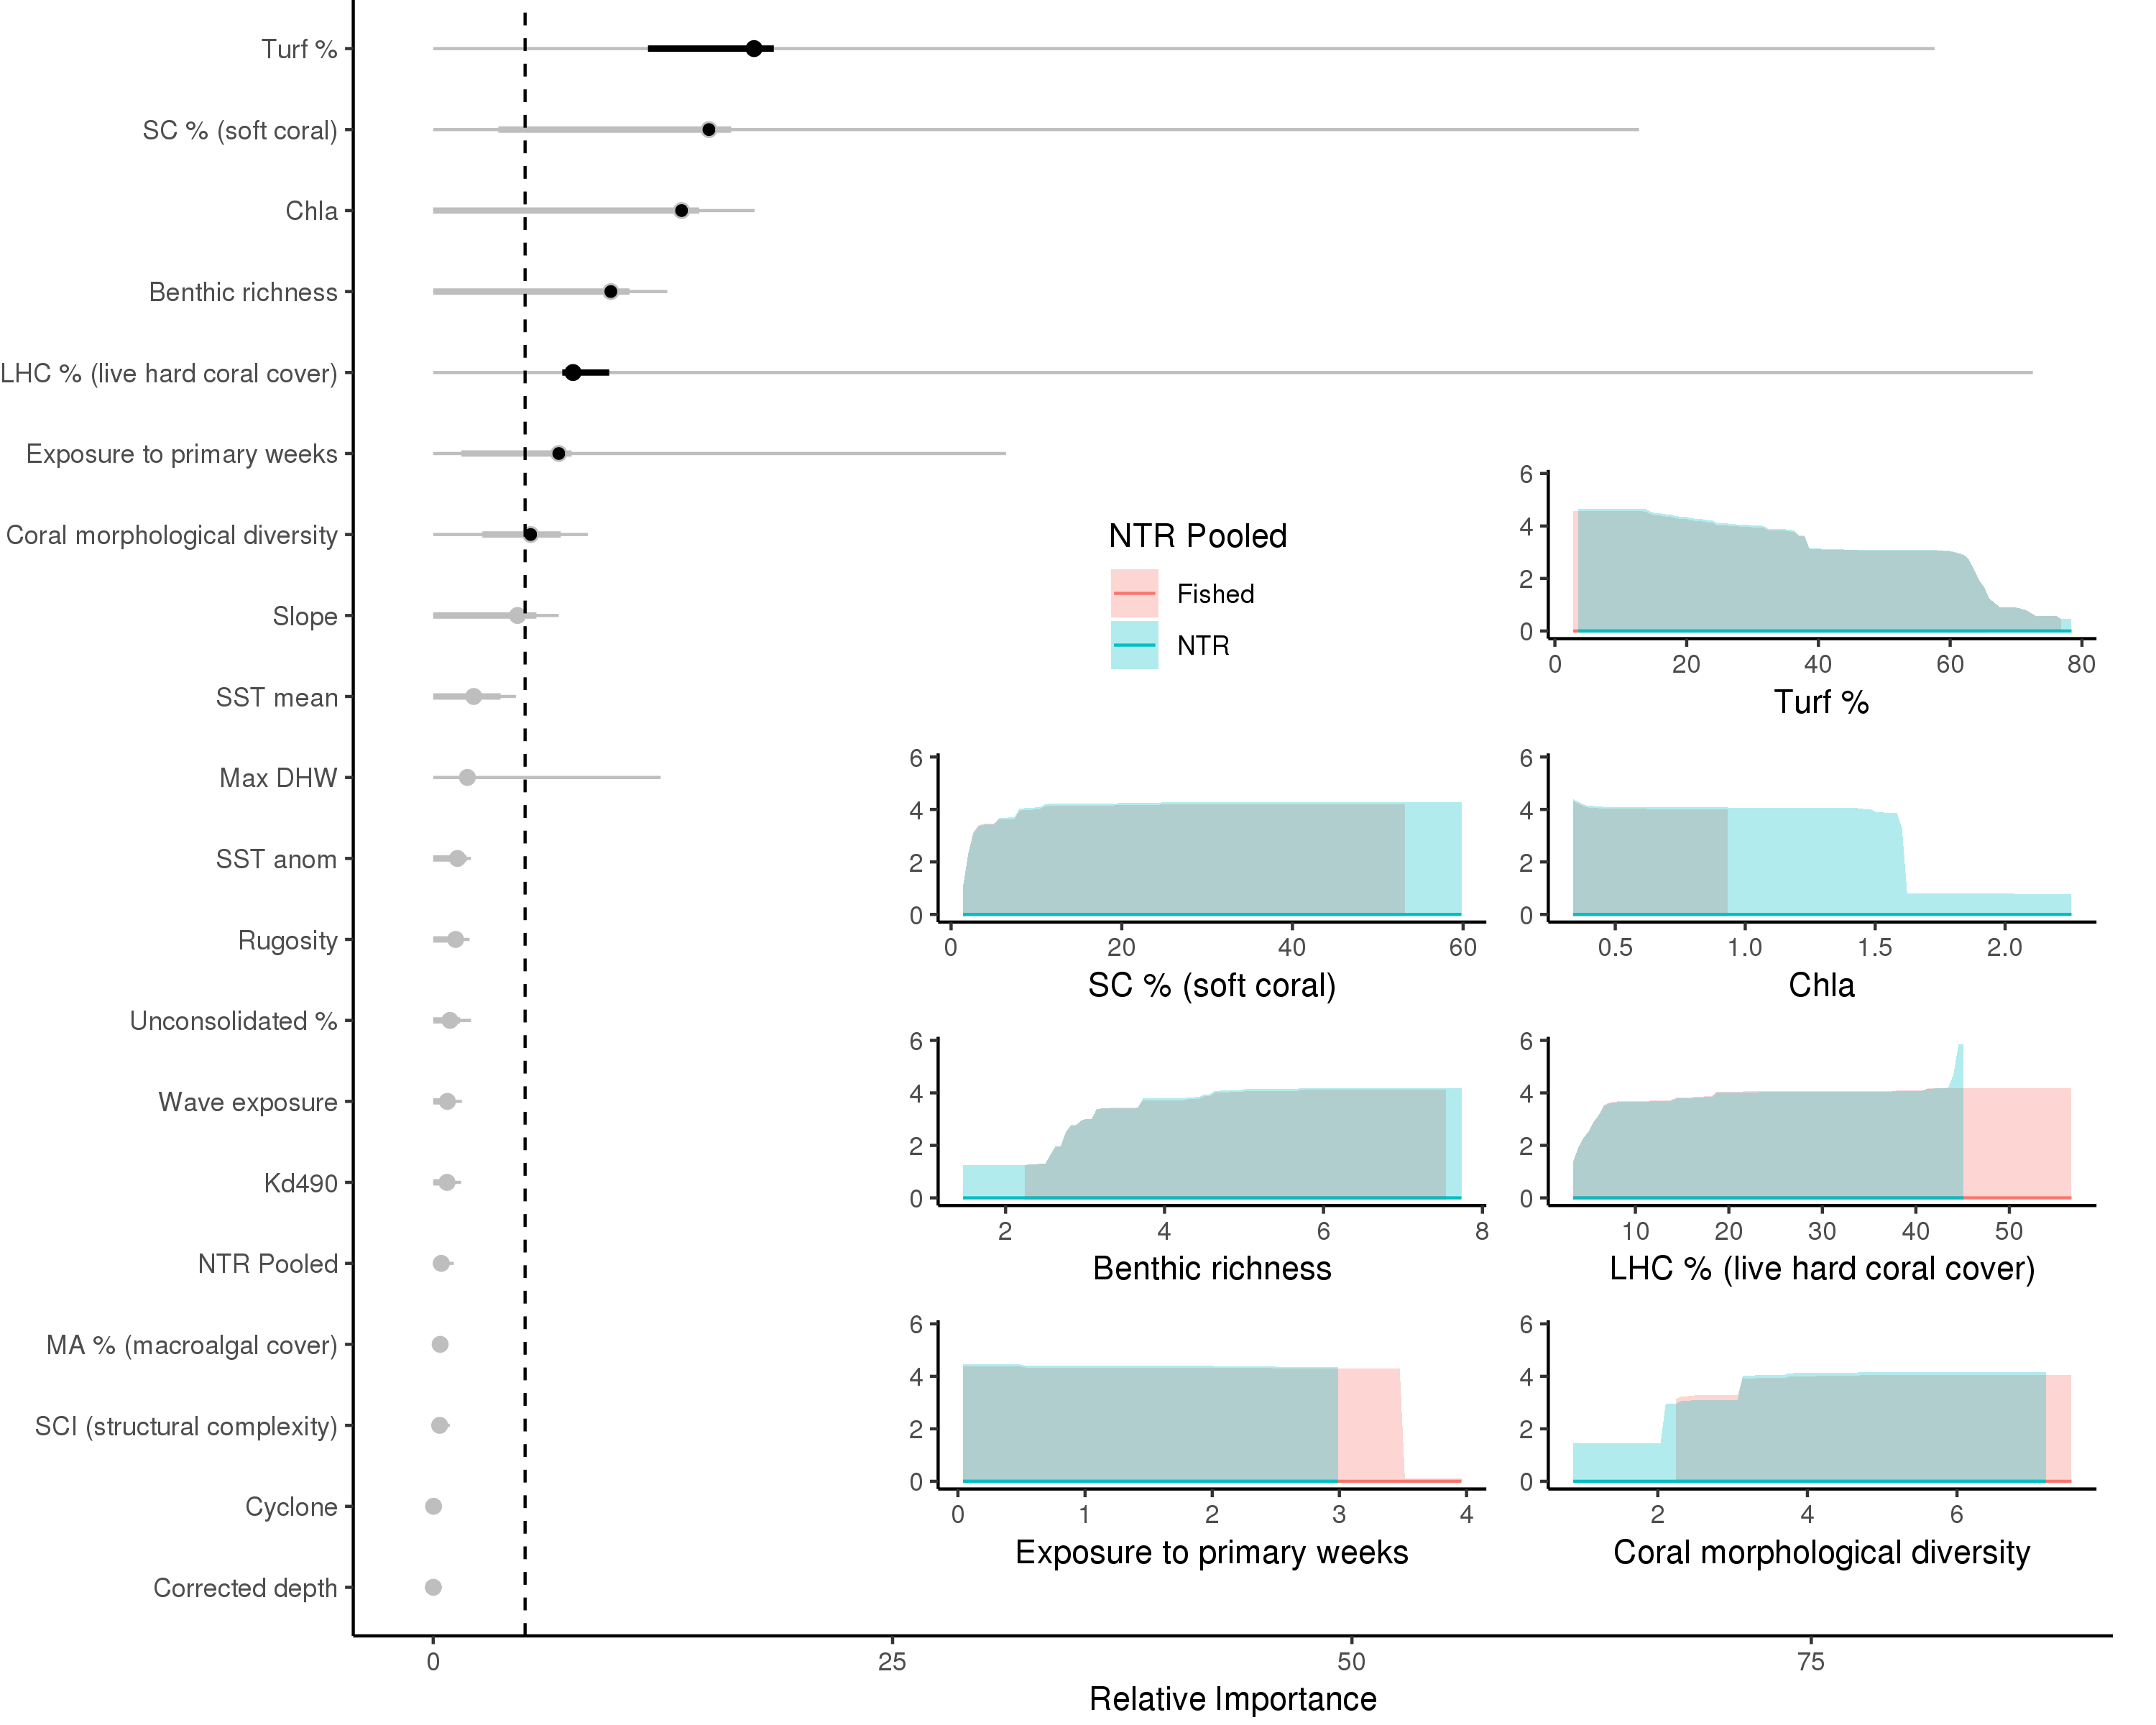 Turf %
SC % (soft coral)
Chla
Benthic richness
LHC % (live hard coral cover)
Exposure to primary weeks
Coral morphological diversity
Slope
SST mean
Max DHW
SST anom
Rugosity
Unconsolidated %
Wave exposure
Kd490
NTR Pooled
MA % (macroalgal cover)
SCI (structural complexity)
Cyclone
Corrected depth
0 25 50 75
Relative Importance
NTR Pooled
Fished
NTR
6
4
2
0
0 20 40 60 80
Turf %
6
4
2
0
0 20 40 60
SC % (soft coral)
6
4
2
0
0.5 1.0 1.5 2.0
Chla
6
4
2
0
2 4 6 8
Benthic richness
6
4
2
0
10 20 30 40 50
LHC % (live hard coral cover)
6
4
2
0
0 1 2 3 4
Exposure to primary weeks
6
4
2
0
2 4 6
Coral morphological diversity